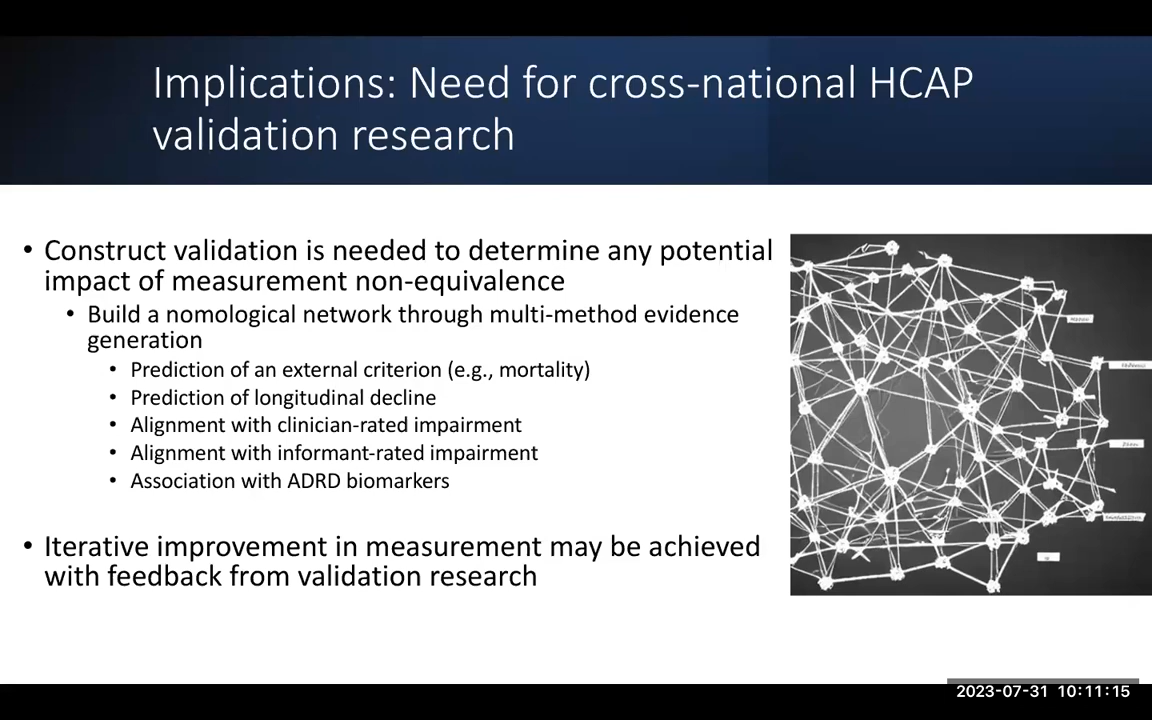 Implications: Need for cross-national HCAP
validation research
• Construct validation is needed to determine any potential
impact of measurement non-equivalence
• Build a nomological network through multi-method evidence
generation
• Prediction of an external criterion (e.g., mortality)
• Prediction of longitudinal decline
• Alignment with clinician-rated impairment
• Alignment with informant-rated impairment
• Association with ADRD biomarkers
• Iterative improvement in measurement may be achieved
with feedback from validation research
2023-07-31 10:11:15